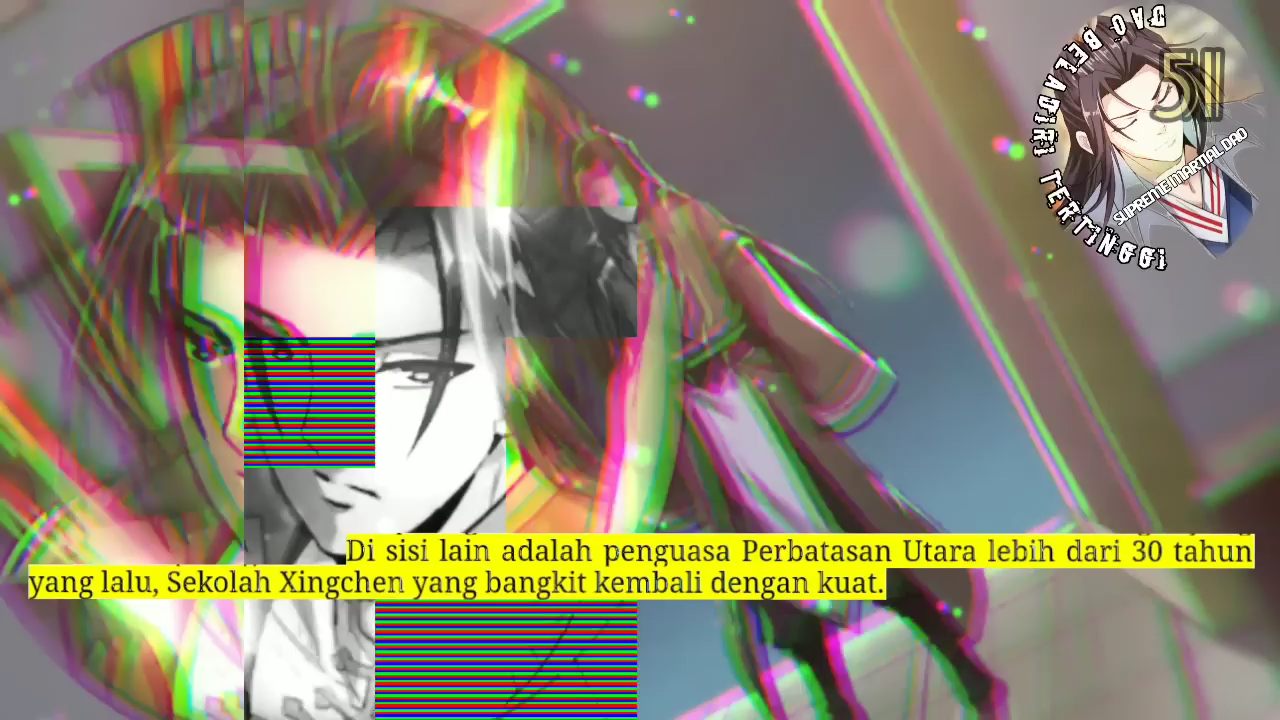 DAO BELADIRI TERTINGGI
51
SUPREME MARTIAL DAO
Di sisi lain adalah penguasa Perbatasan Utara lebih dari 30 tahun
yang lalu, Sekolah Xingchen yang bangkit kembali dengan kuat.